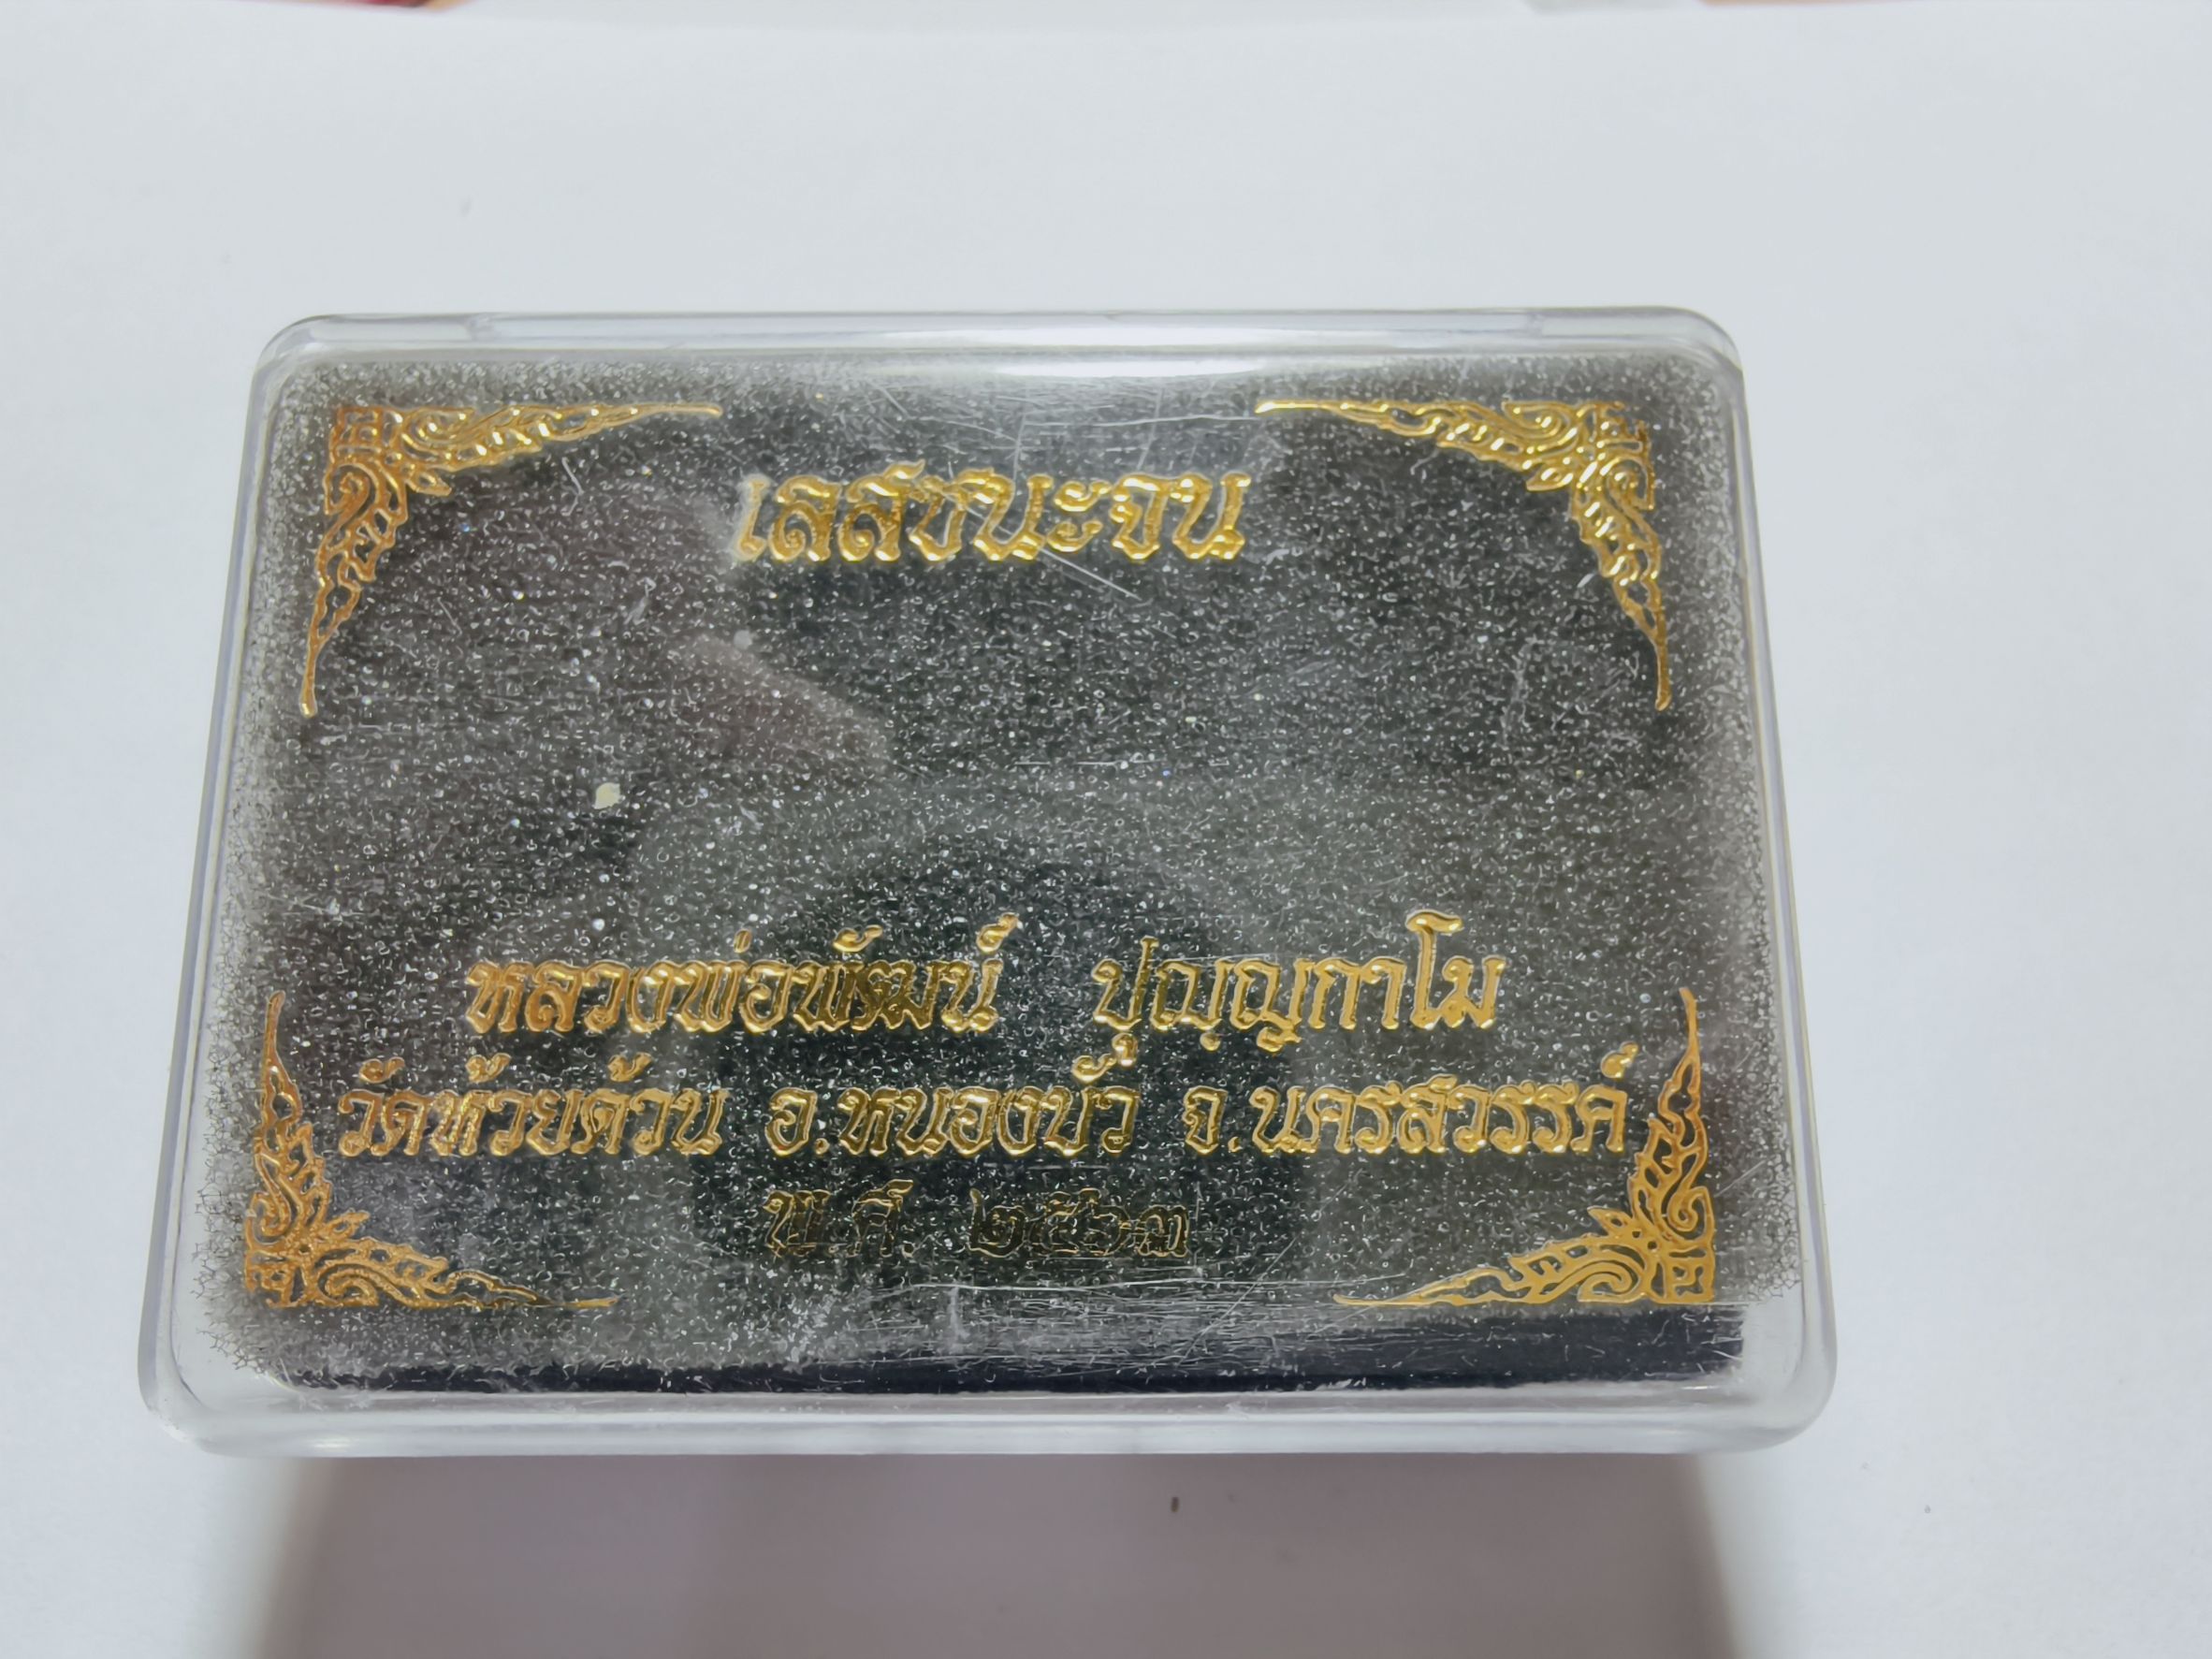 เลสัชนะจน
หลวงพ่อพัฒน์ ปุญฺญกาโม
วัดห้วยด้วน อ.หนองบัว จ.นครสวรรค์
พ.ศ. ๒๕๖๓